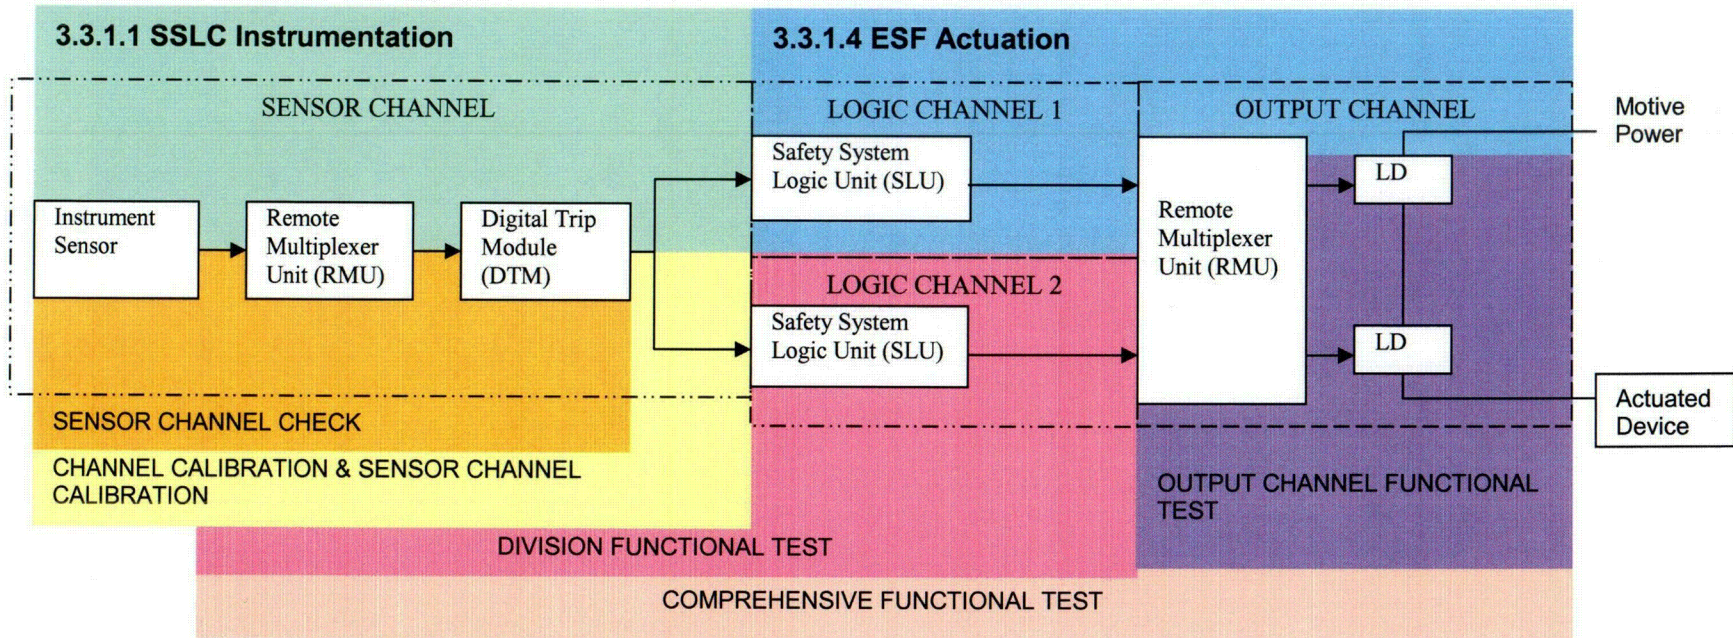 3.3.1.1 SSLC Instrumentation
3.3.1.4 ESF Actuation
SENSOR CHANNEL
LOGIC CHANNEL 1
OUTPUT CHANNEL
Motive
Power
Instrument
Sensor
Remote
Multiplexer
Unit (RMU)
Digital Trip
Module
(DTM)
Safety System
Logic Unit (SLU)
LOGIC CHANNEL 2
Safety System
Logic Unit (SLU)
Remote
Multiplexer
Unit (RMU)
LD
LD
Actuated
Device
SENSOR CHANNEL CHECK
CHANNEL CALIBRATION & SENSOR CHANNEL
CALIBRATION
OUTPUT CHANNEL FUNCTIONAL
TEST
DIVISION FUNCTIONAL TEST
COMPREHENSIVE FUNCTIONAL TEST